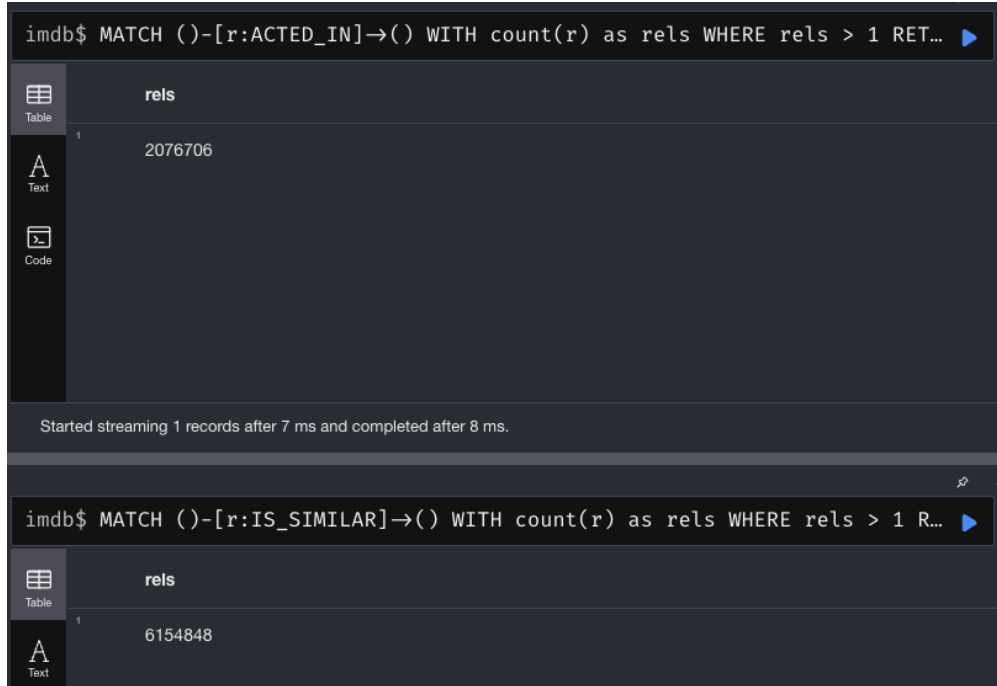 imdb$ MATCH ()-[r:ACTED_IN]→() WITH count(r) as rels WHERE rels > 1 RET…
Table
rels
1
2076706
A
Text
Code
Started streaming 1 records after 7 ms and completed after 8 ms.
imdb$ MATCH ()-[r:IS_SIMILAR]→() WITH count(r) as rels WHERE rels > 1 R…
Table
rels
1
6154848
A
Text